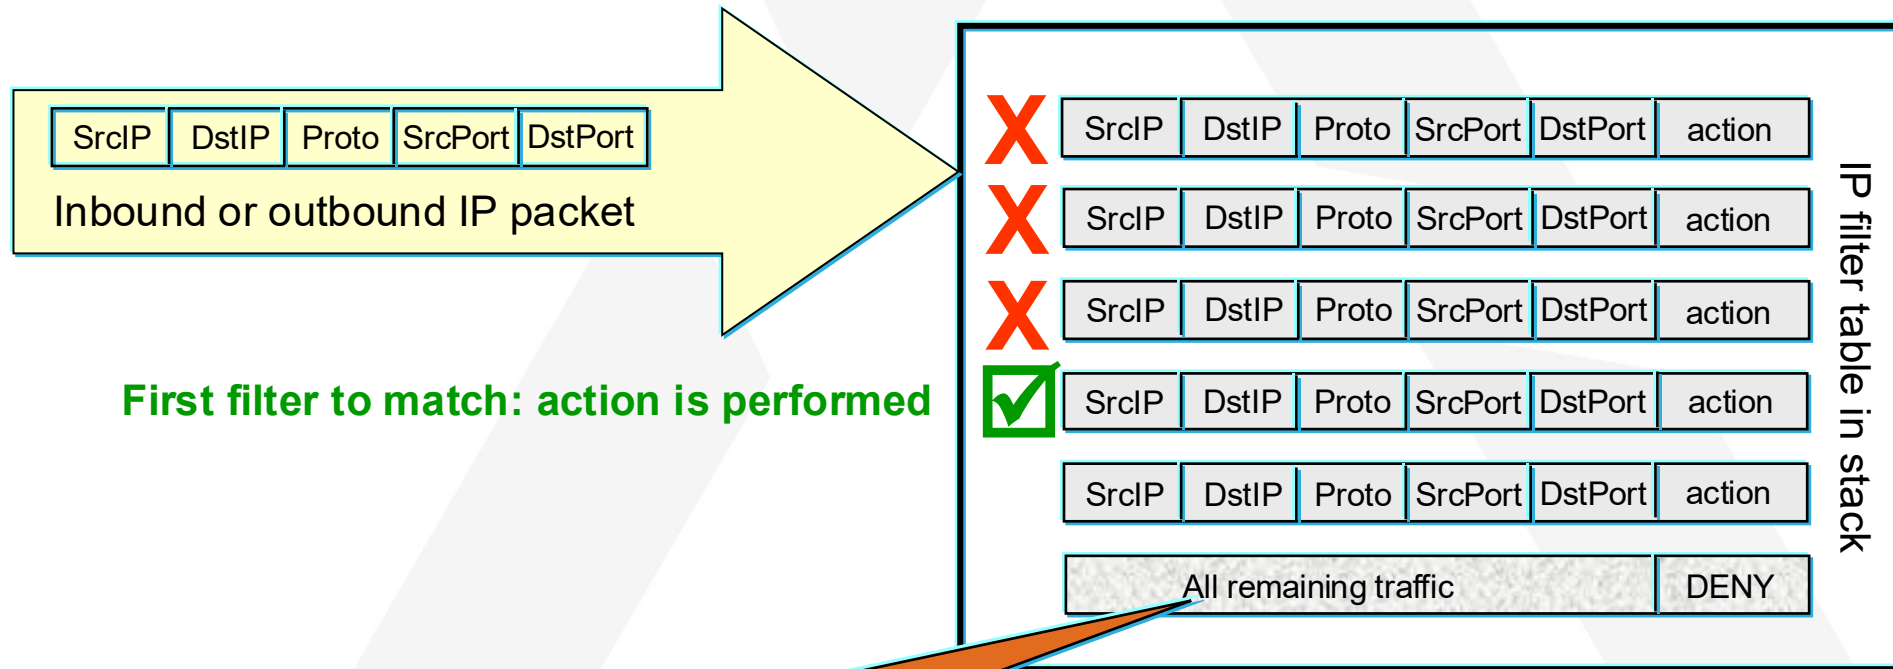 SrcIP DstIP Proto SrcPort DstPort
Inbound or outbound IP packet
First filter to match: action is performed
SrcIP DstIP Proto SrcPort DstPort action
SrcIP DstIP Proto SrcPort DstPort action
SrcIP DstIP Proto SrcPort DstPort action
SrcIP DstIP Proto SrcPort DstPort action
SrcIP DstIP Proto SrcPort DstPort action
All remaining traffic DENY
IP filter table in stack